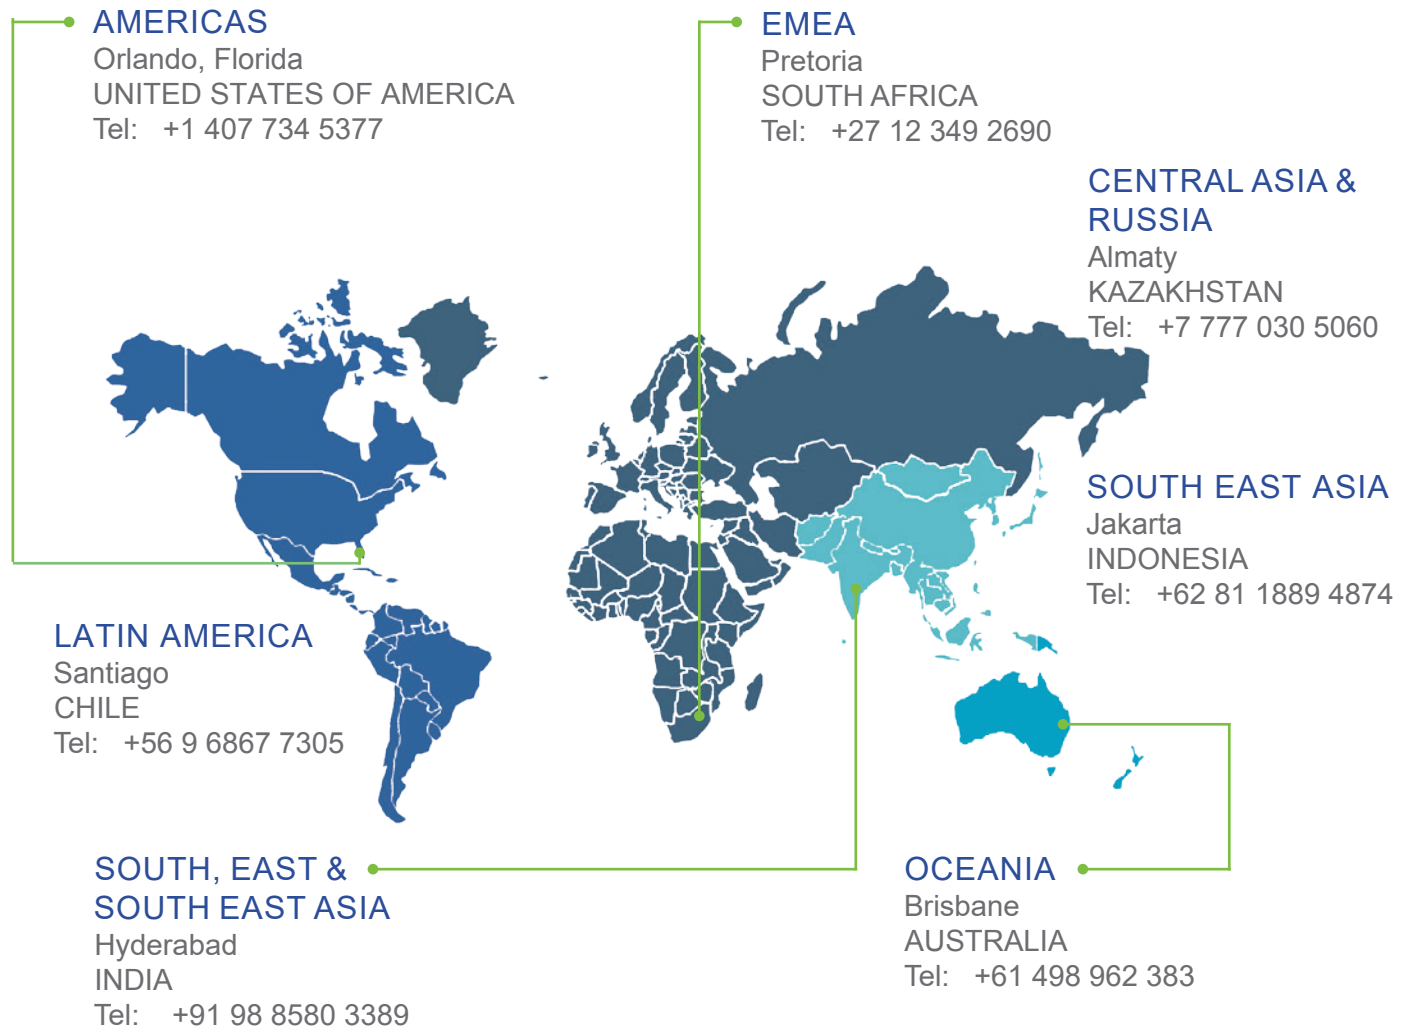 AMERICAS
Orlando, Florida
UNITED STATES OF AMERICA
Tel: +1 407 734 5377
EMEA
Pretoria
SOUTH AFRICA
Tel: +27 12 349 2690
CENTRAL ASIA &
RUSSIA
Almaty
KAZAKHSTAN
Tel: +7 777 030 5060
SOUTH EAST ASIA
Jakarta
INDONESIA
Tel: +62 81 1889 4874
LATIN AMERICA
Santiago
CHILE
Tel: +56 9 6867 7305
SOUTH, EAST &
SOUTH EAST ASIA
Hyderabad
INDIA
Tel: +91 98 8580 3389
OCEANIA
Brisbane
AUSTRALIA
Tel: +61 498 962 383